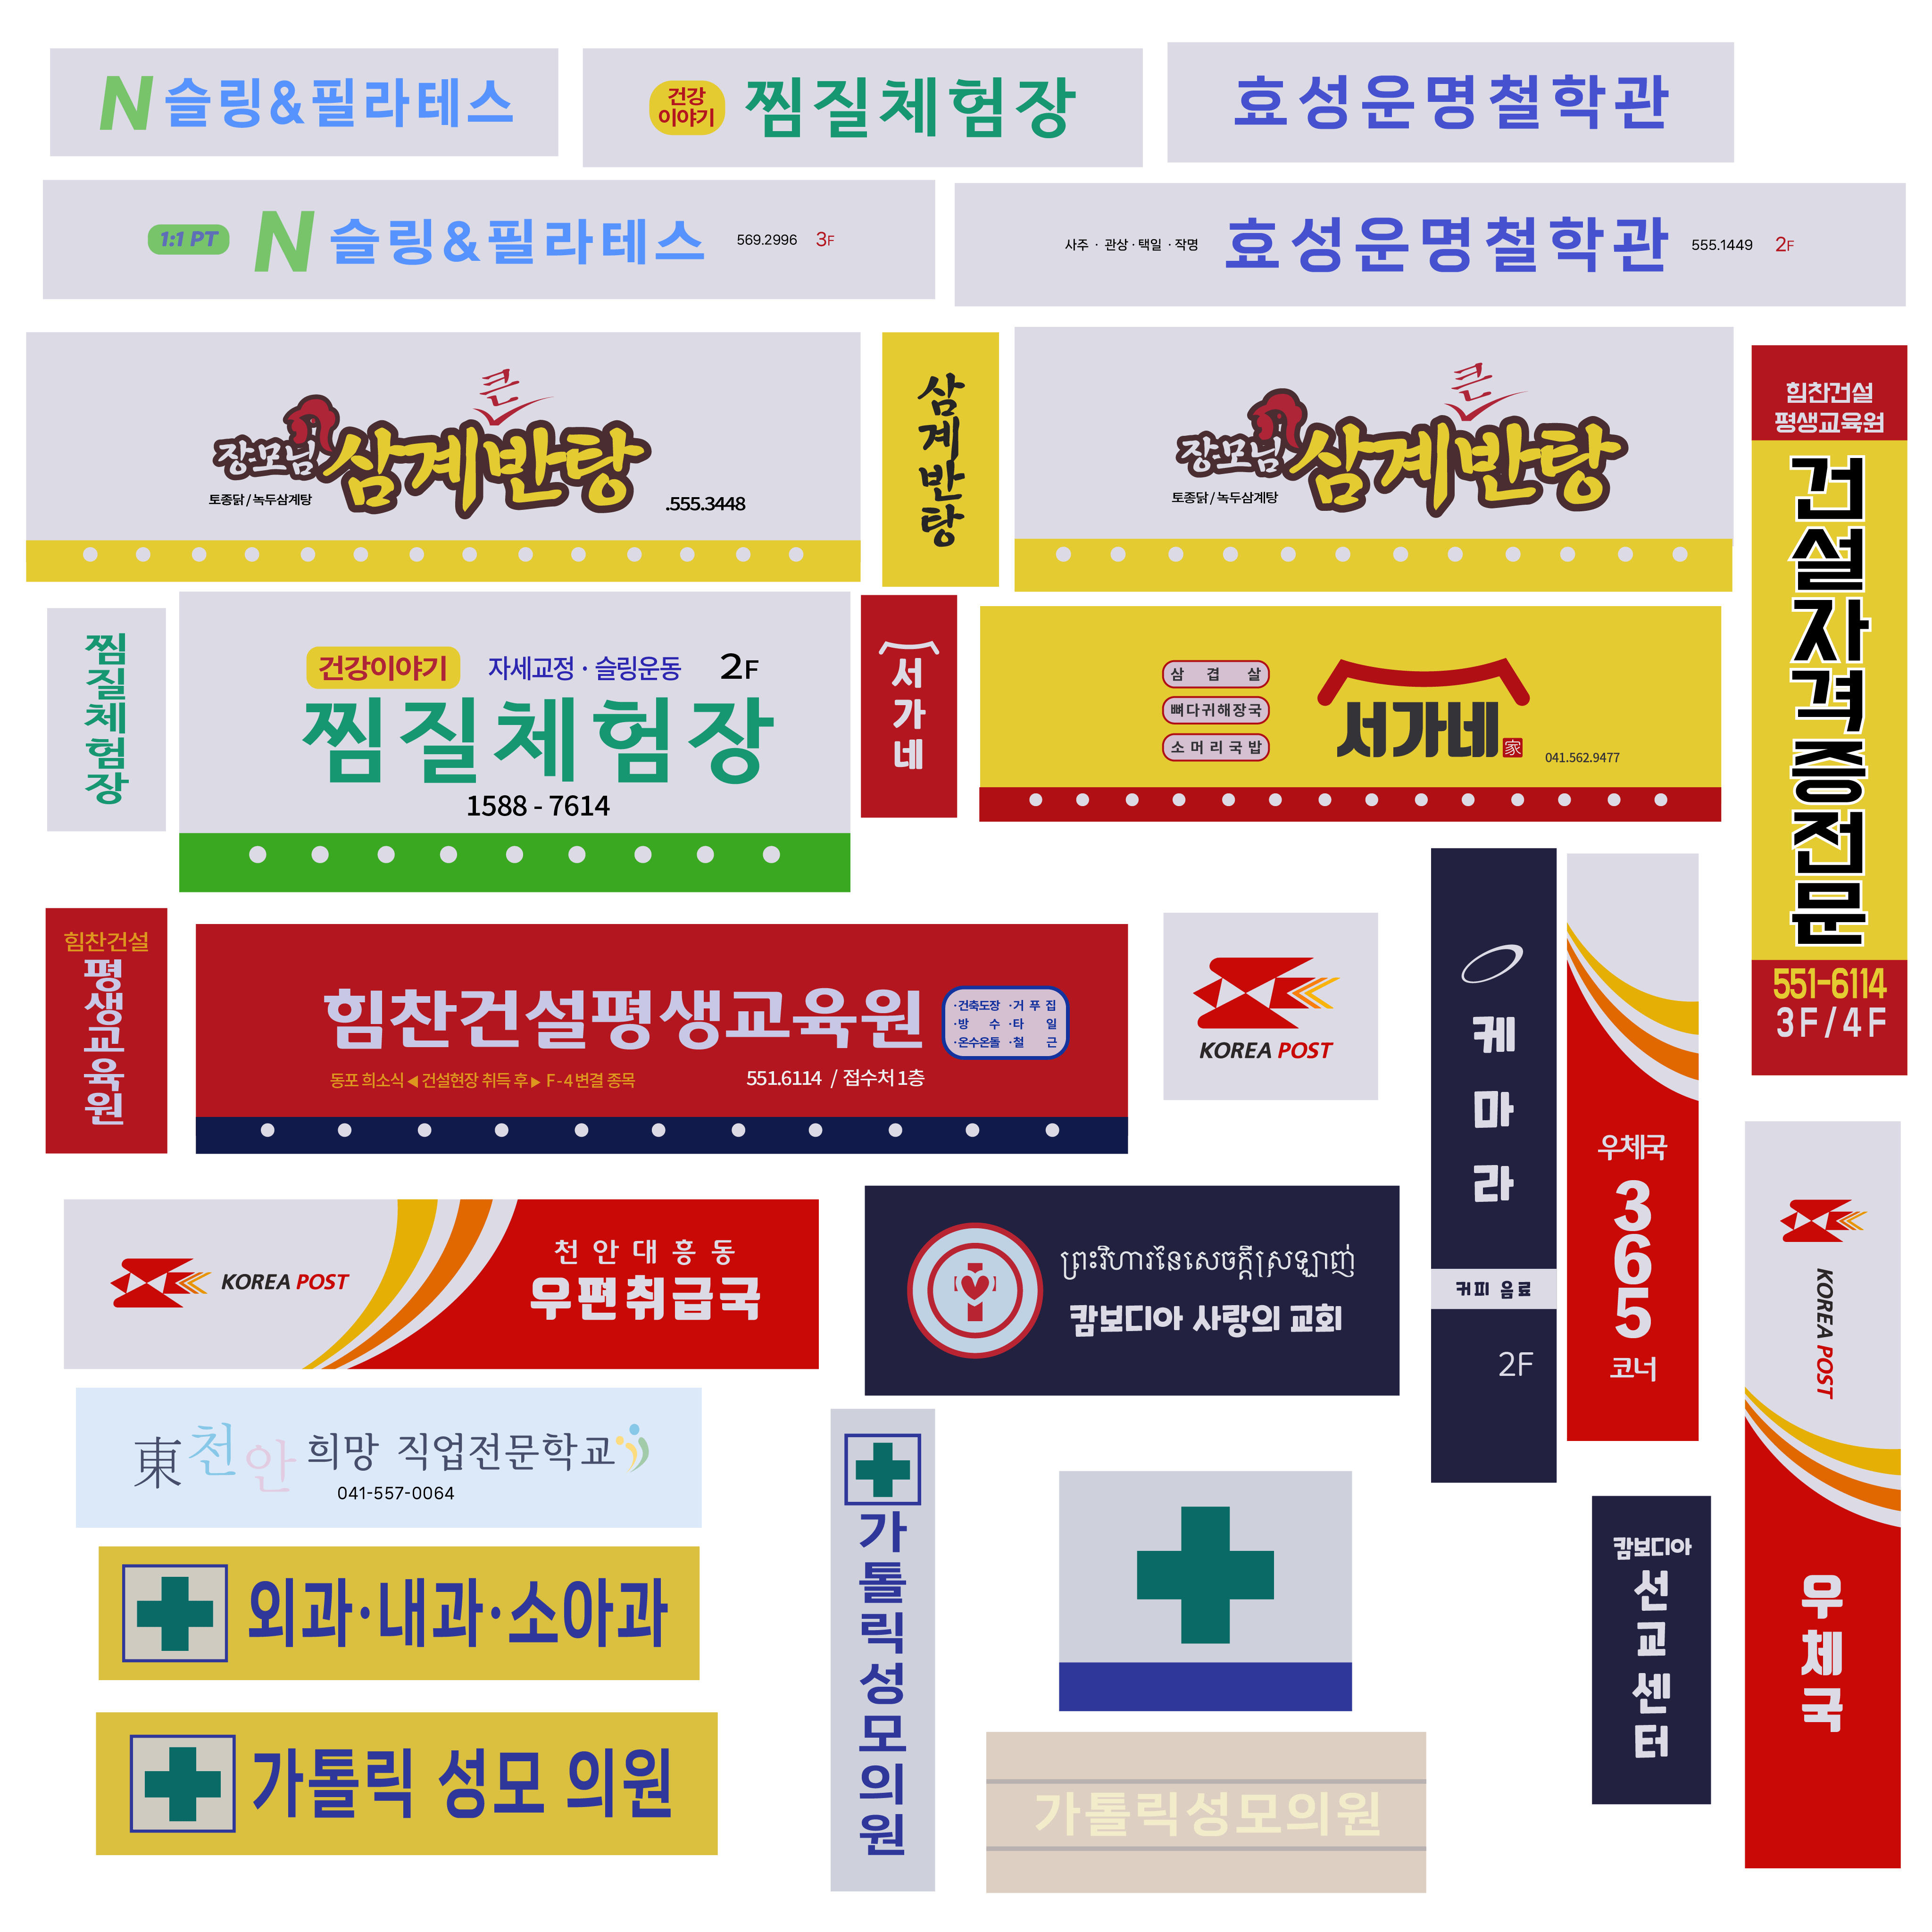 N 슬링&필라테스
건강
이야기
찜질체험장
효성운명철학관
1:1 PT N 슬링&필라테스 569.2996 3F
사주 · 관상 · 택일 · 작명 효성운명철학관 555.1449 2F
큰
장모님 삼계반탕
토종닭 / 녹두삼계탕
.555.3448
삼계반탕
큰
장모님 삼계반탕
토종닭 / 녹두삼계탕
힘찬건설
평생교육원
건설자격증전문
551-6114
3F / 4F
찜질체험장
건강이야기 자세교정 · 슬링운동 2F
찜질체험장
1588 - 7614
서가네
삼 겹 살
뼈다귀해장국
소머리국밥
서가네 家
041.562.9477
힘찬건설
평생교육원
힘찬건설평생교육원
·건축도장 ·거 푸 집
·방 수 ·타 일
·온수온돌 ·철 근
동포 희소식 ◀ 건설현장 취득 후 ▶ F-4 변결 종목
551.6114 / 접수처 1층
KOREA POST
케마라
커피 음료
2F
우체국
365
코너
KOREA POST
우체국
KOREA POST
천안대흥동
우편취급국
ព្រះវិហារនៃសេចក្តីស្រឡាញ់
캄보디아 사랑의 교회
東천안 희망 직업전문학교
041-557-0064
가톨릭성모의원
캄보디아
선교센터
외과·내과·소아과
가톨릭 성모 의원
가톨릭성모의원